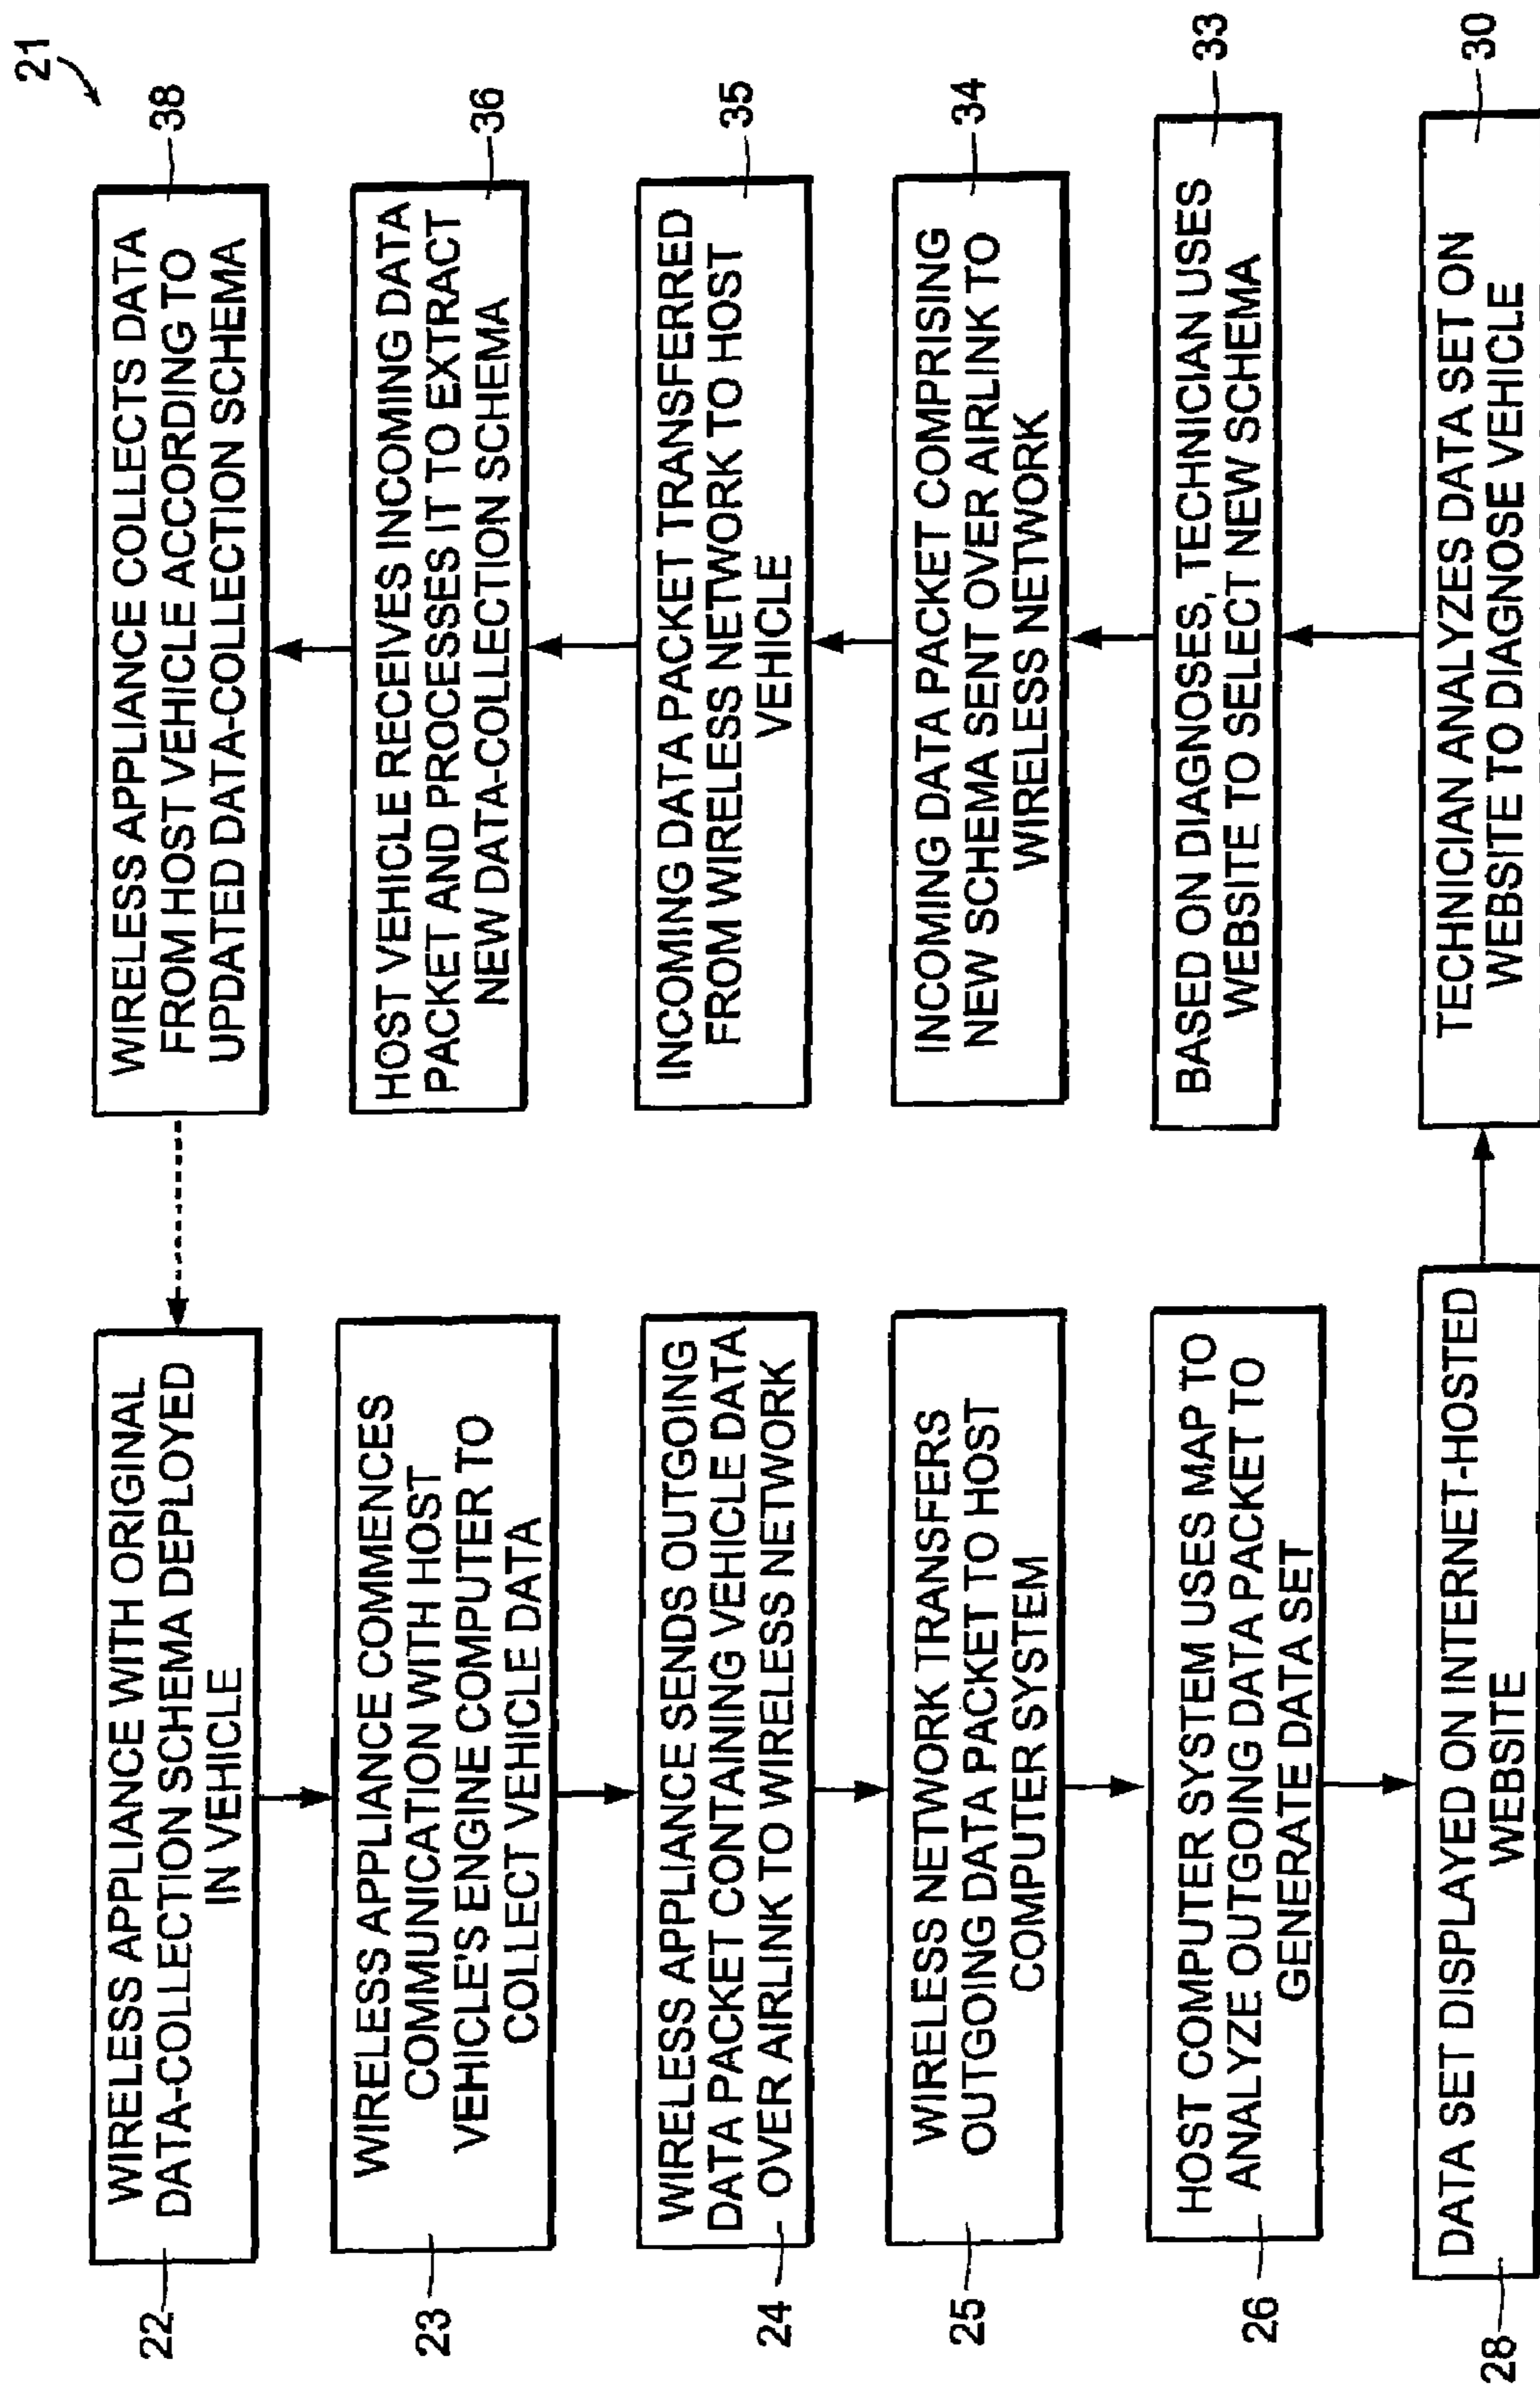 21
22
WIRELESS APPLIANCE WITH ORIGINAL
DATA-COLLECTION SCHEMA DEPLOYED
IN VEHICLE
23
WIRELESS APPLIANCE COMMENCES
COMMUNICATION WITH HOST
VEHICLE'S ENGINE COMPUTER TO
COLLECT VEHICLE DATA
24
WIRELESS APPLIANCE SENDS OUTGOING
DATA PACKET CONTAINING VEHICLE DATA
OVER AIRLINK TO WIRELESS NETWORK
25
WIRELESS NETWORK TRANSFERS
OUTGOING DATA PACKET TO HOST
COMPUTER SYSTEM
26
HOST COMPUTER SYSTEM USES MAP TO
ANALYZE OUTGOING DATA PACKET TO
GENERATE DATA SET
28
DATA SET DISPLAYED ON INTERNET-HOSTED
WEBSITE
30
TECHNICIAN ANALYZES DATA SET ON
WEBSITE TO DIAGNOSE VEHICLE
33
BASED ON DIAGNOSES, TECHNICIAN USES
WEBSITE TO SELECT NEW SCHEMA
34
INCOMING DATA PACKET COMPRISING
NEW SCHEMA SENT OVER AIRLINK TO
WIRELESS NETWORK
35
INCOMING DATA PACKET TRANSFERRED
FROM WIRELESS NETWORK TO HOST
VEHICLE
36
HOST VEHICLE RECEIVES INCOMING DATA
PACKET AND PROCESSES IT TO EXTRACT
NEW DATA-COLLECTION SCHEMA
38
WIRELESS APPLIANCE COLLECTS DATA
FROM HOST VEHICLE ACCORDING TO
UPDATED DATA-COLLECTION SCHEMA